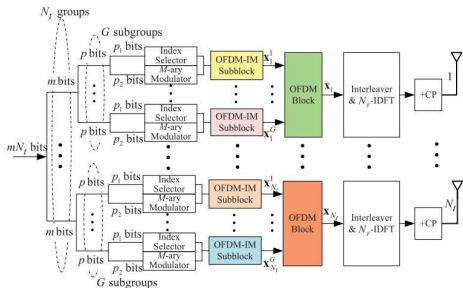 N_t groups
G subgroups
p bits
m bits
p_1 bits
p_2 bits
Index
Selector
M-ary
Modulator
OFDM-IM
Subblock
x_1^1
p bits
p_1 bits
p_2 bits
Index
Selector
M-ary
Modulator
OFDM-IM
Subblock
x_1^G
OFDM
Block
x_1
Interleaver
& N_F-IDFT
+CP
1
mN_t bits
m bits
p bits
p_1 bits
p_2 bits
Index
Selector
M-ary
Modulator
OFDM-IM
Subblock
x_{N_t}^1
p bits
p_1 bits
p_2 bits
Index
Selector
M-ary
Modulator
OFDM-IM
Subblock
x_{N_t}^G
OFDM
Block
x_{N_t}
Interleaver
& N_F-IDFT
+CP
N_t
G subgroups